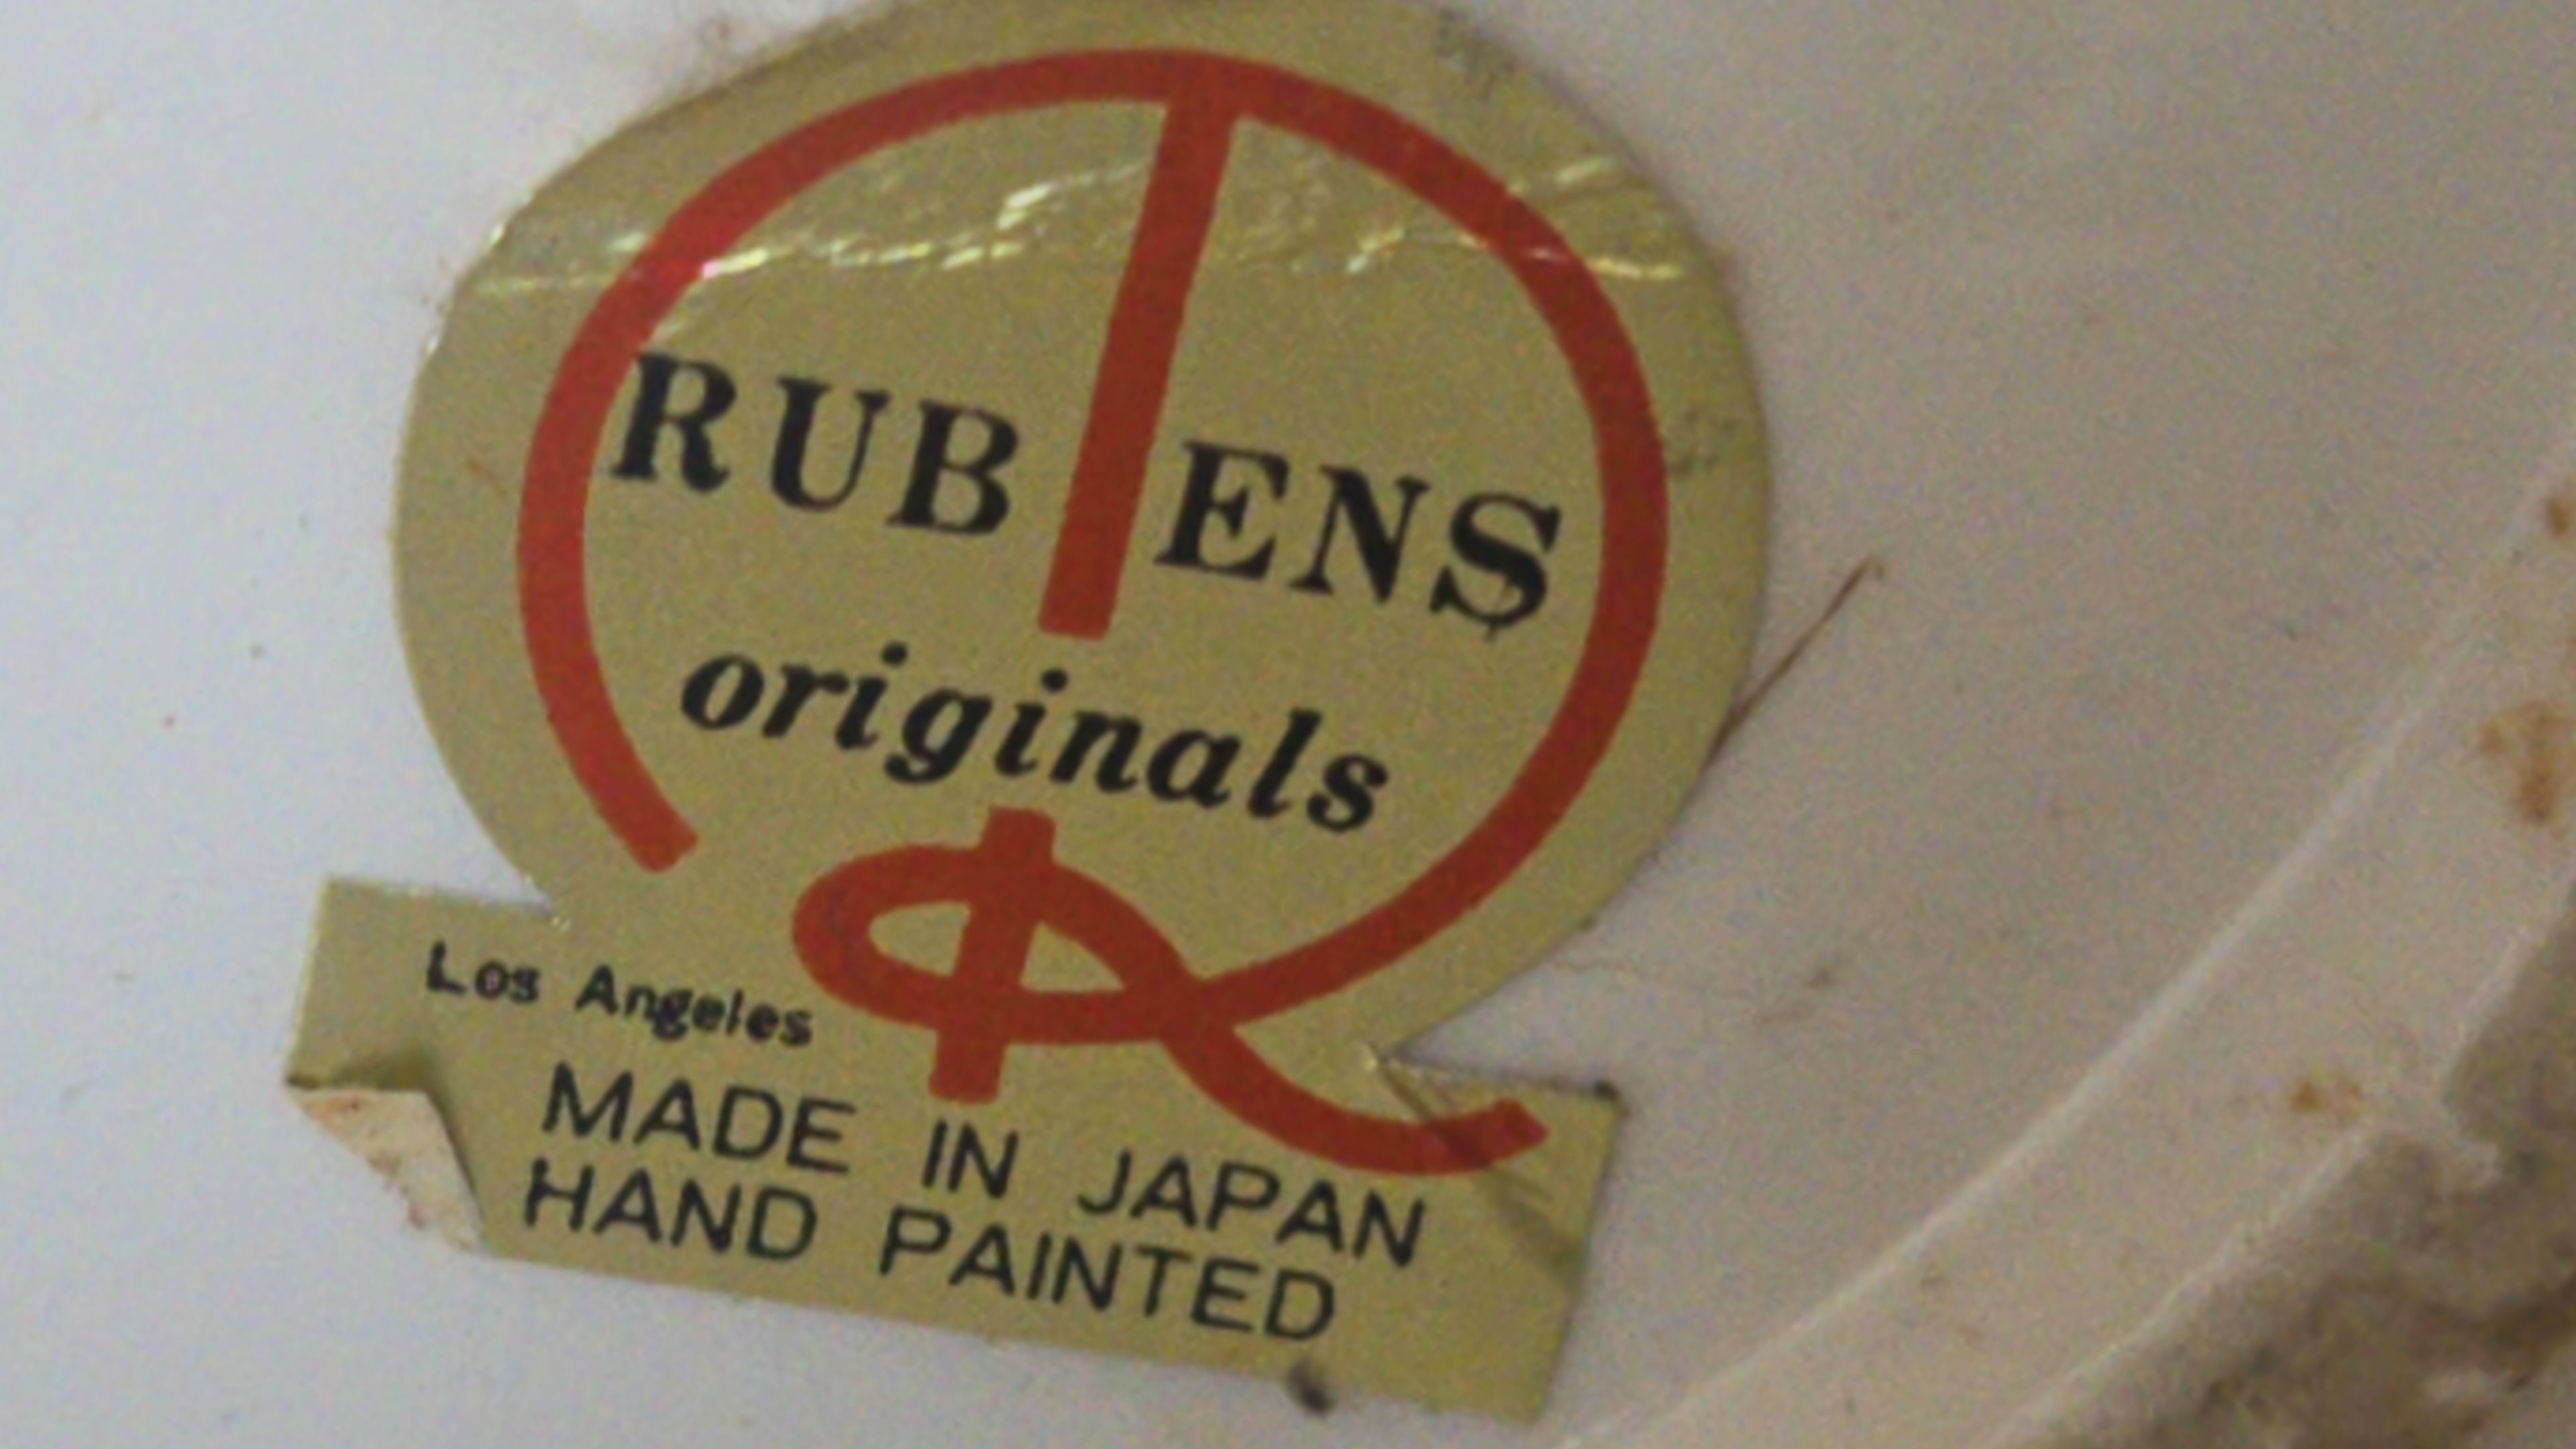 RUBENS
originals
Los Angeles
MADE IN JAPAN
HAND PAINTED